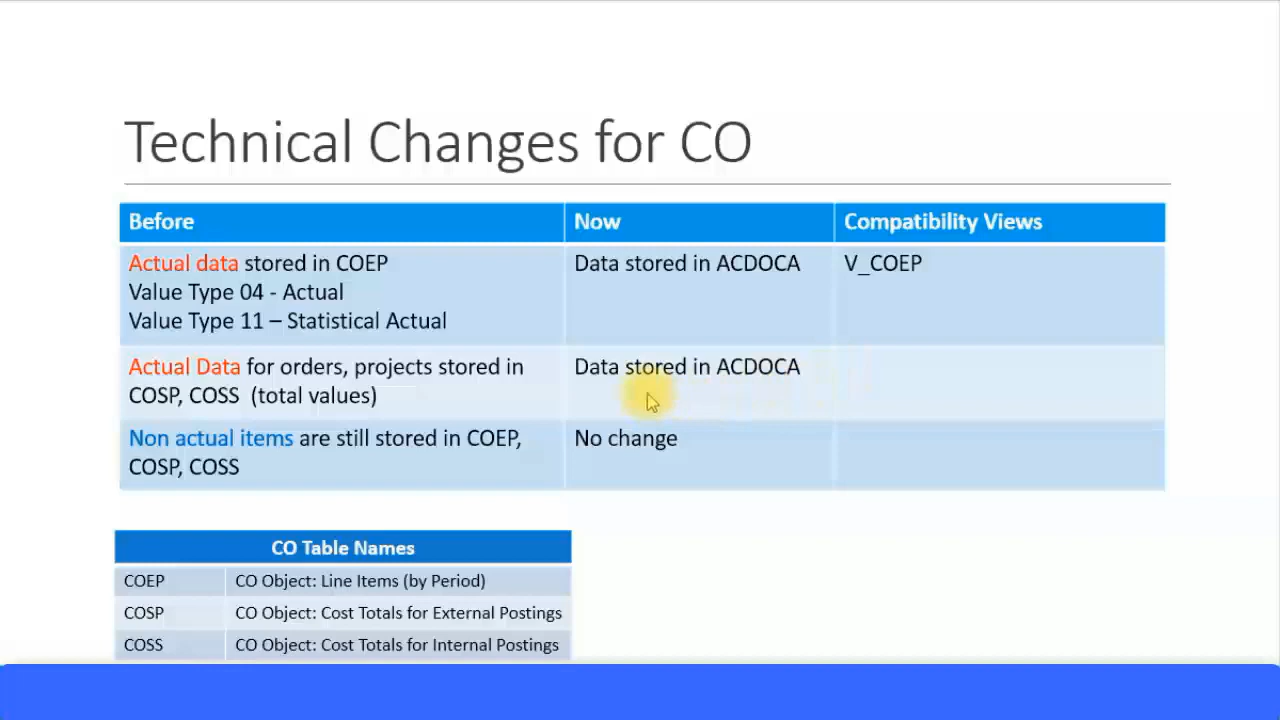 Technical Changes for CO
Before
Now
Compatibility Views
Actual data stored in COEP
Value Type 04 - Actual
Value Type 11 – Statistical Actual
Data stored in ACDOCA
V_COEP
Actual Data for orders, projects stored in
COSP, COSS (total values)
Data stored in ACDOCA
Non actual items are still stored in COEP,
COSP, COSS
No change
CO Table Names
COEP
CO Object: Line Items (by Period)
COSP
CO Object: Cost Totals for External Postings
COSS
CO Object: Cost Totals for Internal Postings